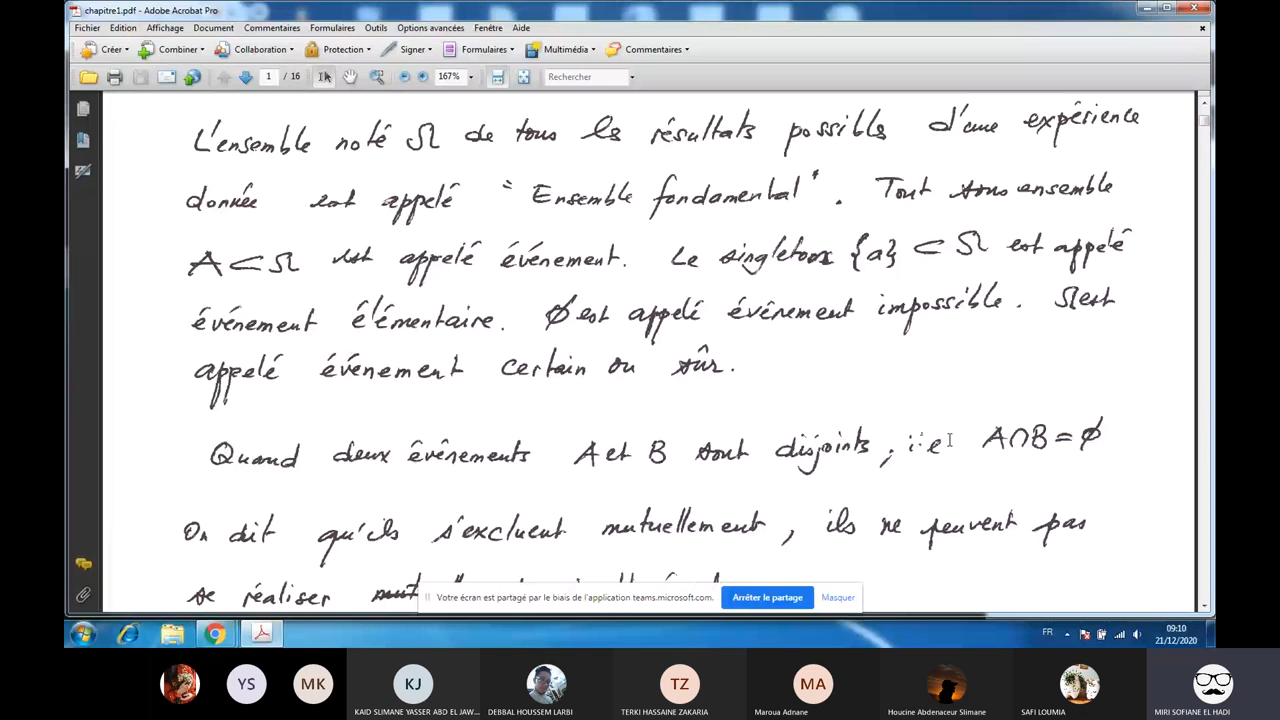 chapitre1.pdf - Adobe Acrobat Pro
Fichier Edition Affichage Document Commentaires Formulaires Outils Options avancées Fenêtre Aide
Créer Combiner Collaboration Protection Signer Formulaires Multimédia Commentaires
1 / 16 167% Rechercher
L'ensemble noté Ω de tous les résultats possibles d'une expérience
donnée est appelé "Ensemble fondamental". Tout sous ensemble
A ⊂ Ω est appelé événement. Le singleton {a} ⊂ Ω est appelé
événement élémentaire. ∅ est appelé événement impossible. Ω est
appelé événement certain ou sûr.
Quand deux événements A et B sont disjoints, i.e A∩B = ∅
On dit qu'ils s'excluent mutuellement, ils ne peuvent pas
se réaliser
Votre écran est partagé par le biais de l'application teams.microsoft.com. Arrêter le partage Masquer
FR 09:10
21/12/2020
YS MK KJ TZ MA
KAID SLIMANE YASSER ABD EL JAW... DEBBAL HOUSSEM LARBI TERKI HASSAINE ZAKARIA Maroua Adnane Houcine Abdenaceur Slimane SAFI LOUMIA MIRI SOFIANE EL HADI